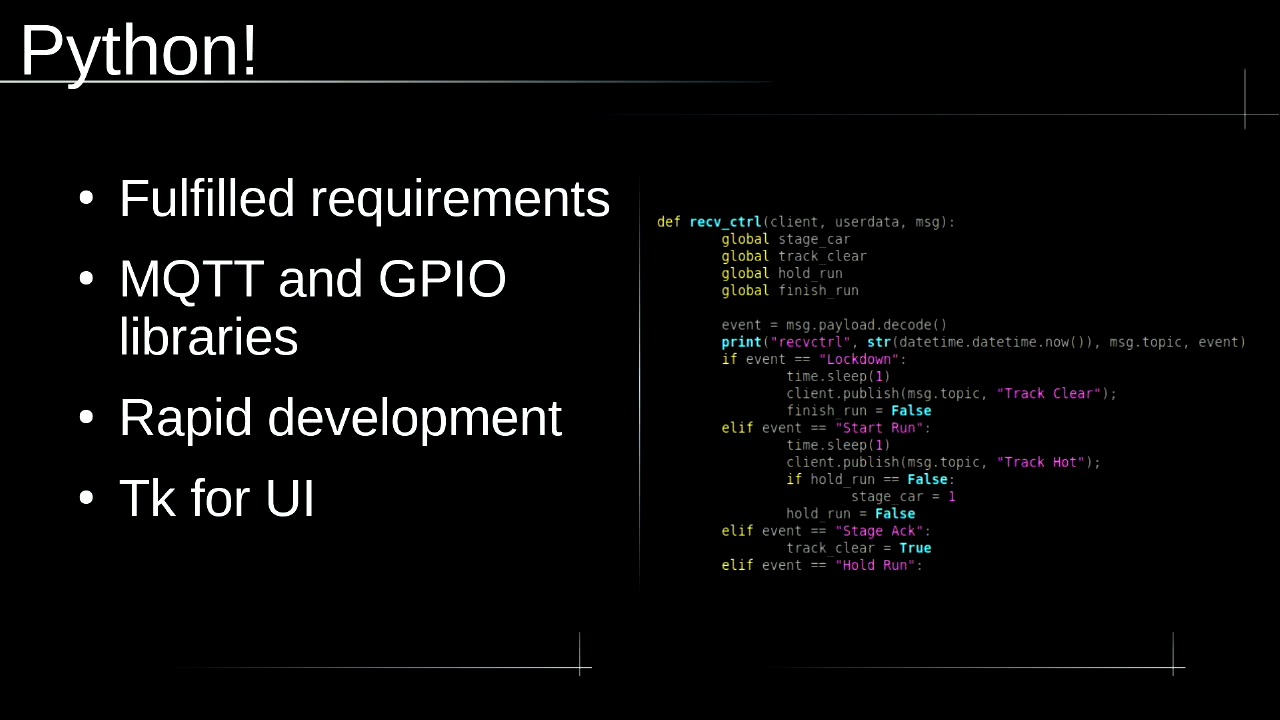 Python!
• Fulfilled requirements
• MQTT and GPIO
libraries
• Rapid development
• Tk for UI
def recv_ctrl(client, userdata, msg):
        global stage_car
        global track_clear
        global hold_run
        global finish_run

        event = msg.payload.decode()
        print("recvctrl", str(datetime.datetime.now()), msg.topic, event)
        if event == "Lockdown":
                time.sleep(1)
                client.publish(msg.topic, "Track Clear");
                finish_run = False
        elif event == "Start Run":
                time.sleep(1)
                client.publish(msg.topic, "Track Hot");
                if hold_run == False:
                        stage_car = 1
                hold_run = False
        elif event == "Stage Ack":
                track_clear = True
        elif event == "Hold Run":